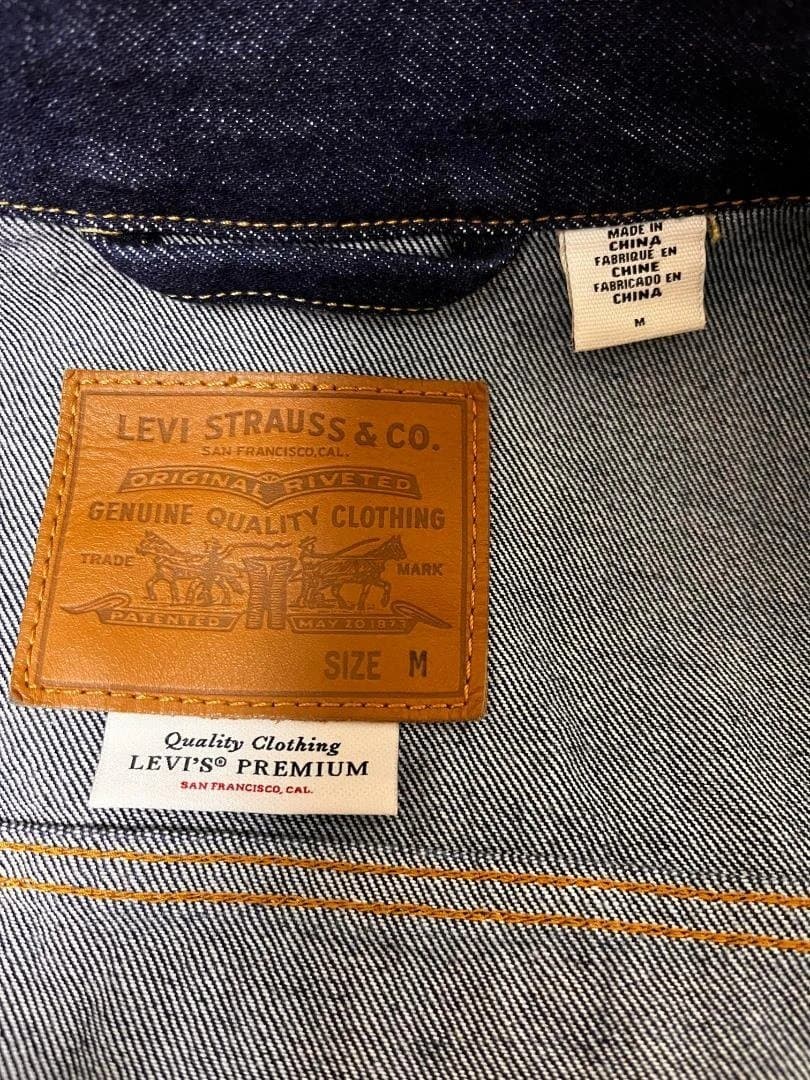 MADE IN
CHINA
FABRIQUÉ EN
CHINE
FABRICADO EN
CHINA
M
LEVI STRAUSS & CO.
SAN FRANCISCO, CAL.
ORIGINAL RIVETED
GENUINE QUALITY CLOTHING
TRADE MARK
PATENTED MAY 20 1873
SIZE M
Quality Clothing
LEVI'S® PREMIUM
SAN FRANCISCO, CAL.